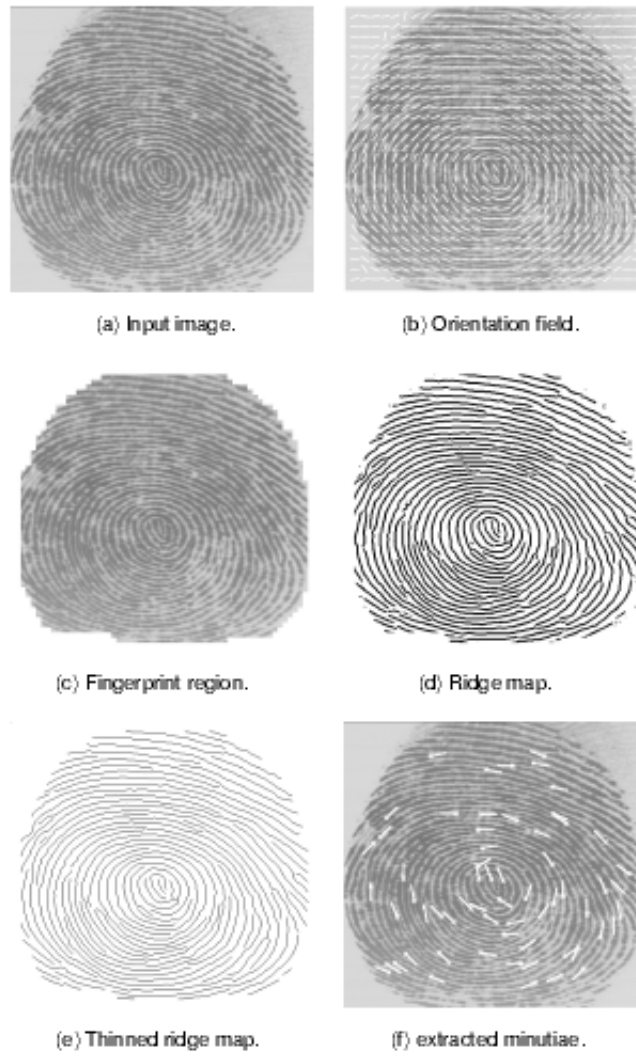 (a) Input image.
(b) Orientation field.
(c) Fingerprint region.
(d) Ridge map.
(e) Thinned ridge map.
(f) extracted minutiae.